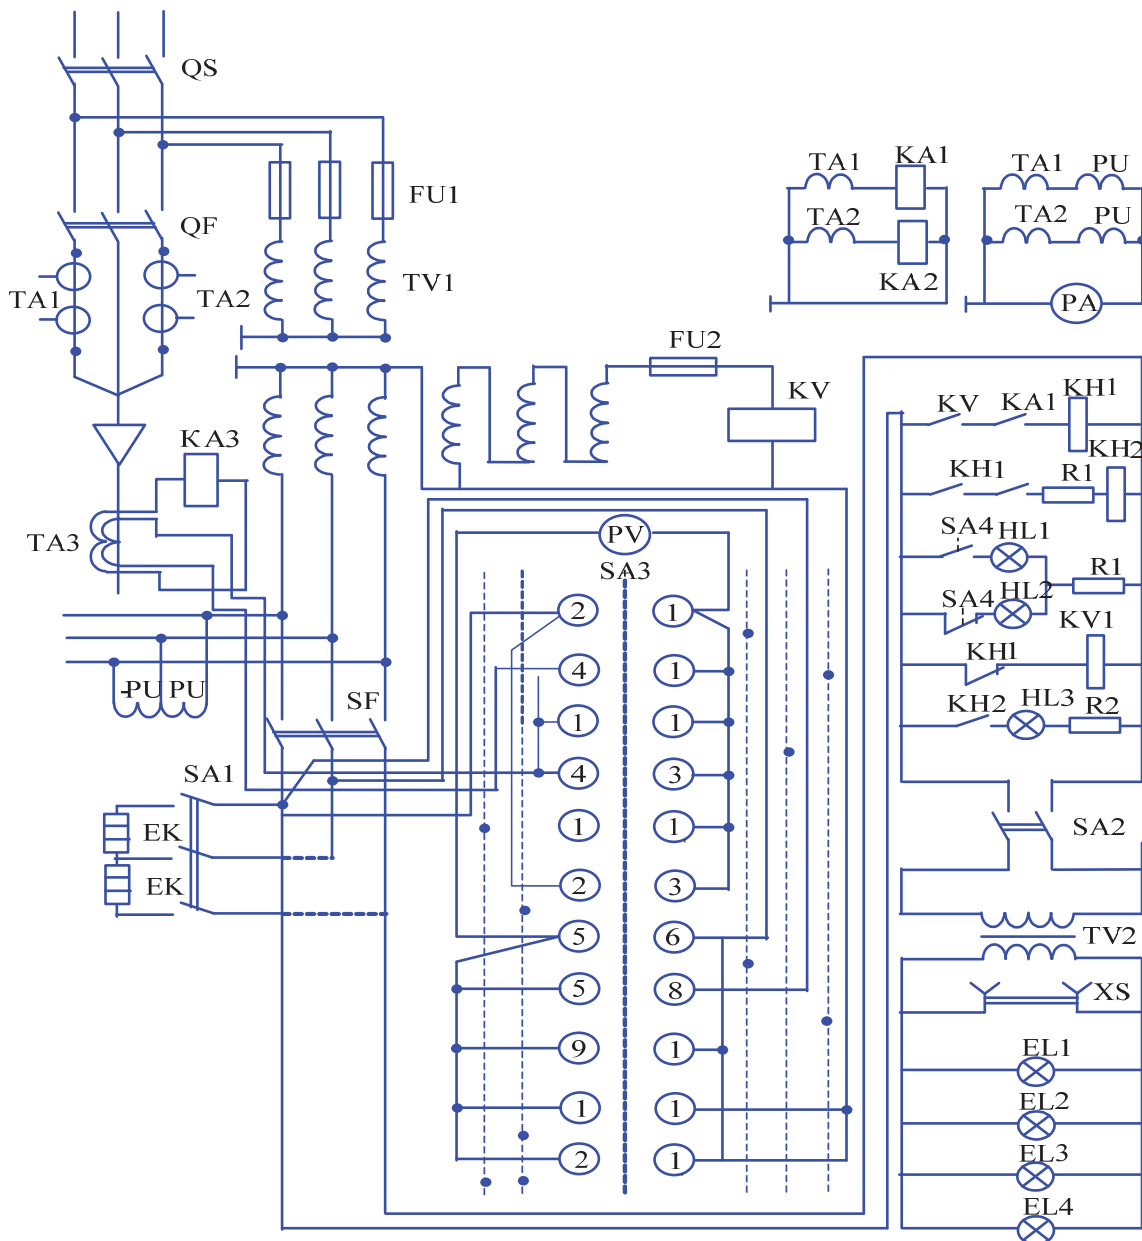 QS
FU1
QF
TA1 TA2 TV1
TA1 KA1 TA1 PU
TA2 TA2 PU
KA2 PA
FU2
KV
KA3
TA3
KV KA1 KH1
KH1 R1 KH2
SA4 HL1
SA4 HL2 R1
KH1 KV1
KH2 HL3 R2
PV
SA3
2 1
4 1
1 1
4 3
1 1
2 3
5 6
5 8
9 1
1 1
2 1
PU PU
SF
SA1
EK
EK
SA2
TV2
XS
EL1
EL2
EL3
EL4